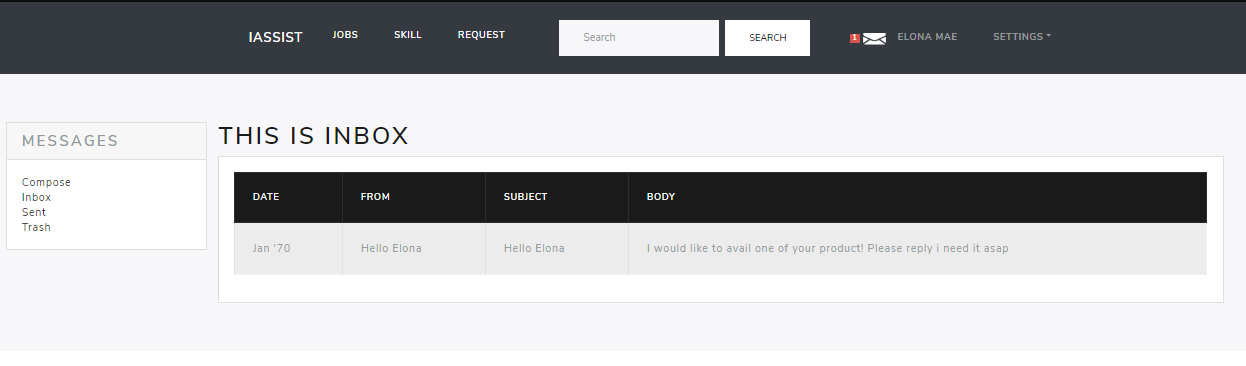 IASSIST JOBS SKILL REQUEST Search SEARCH 1 ELONA MAE SETTINGS
MESSAGES
Compose
Inbox
Sent
Trash
THIS IS INBOX
DATE FROM SUBJECT BODY
Jan '70 Hello Elona Hello Elona I would like to avail one of your product! Please reply i need it asap